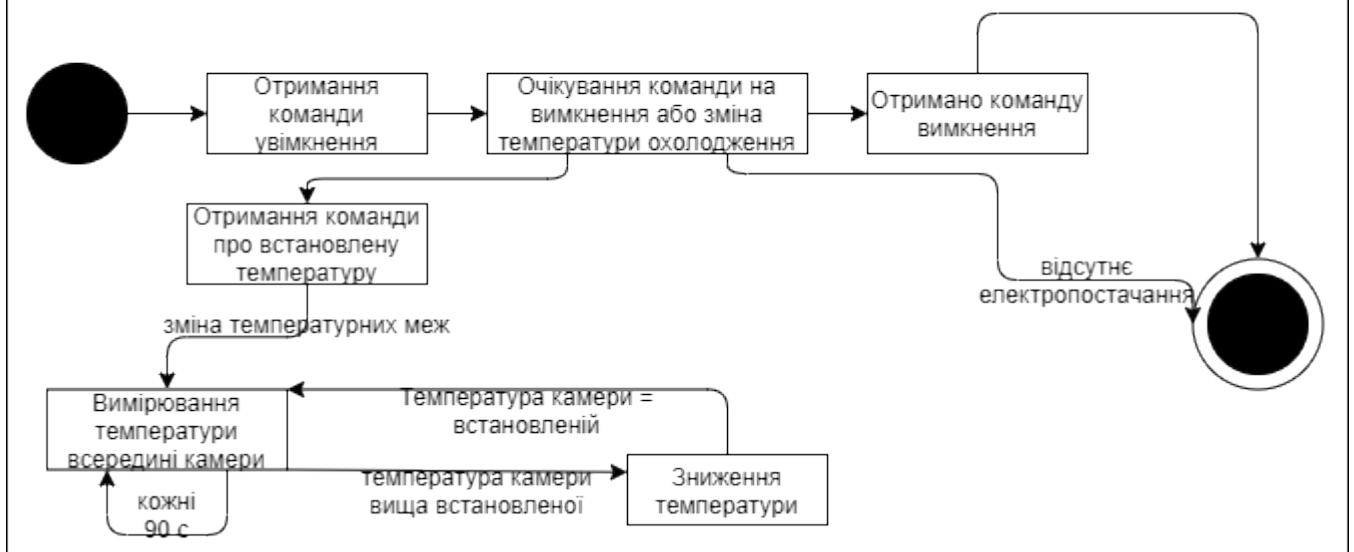 Отримання
команди
увімкнення
Очікування команди на
вимкнення або зміна
температури охолодження
Отримано команду
вимкнення
Отримання команди
про встановлену
температуру
відсутнє
електропостачання
зміна температурних меж
Вимірювання
температури
всередині камери
Температура камери =
встановленій
температура камери
вища встановленої
Зниження
температури
кожні
90 с